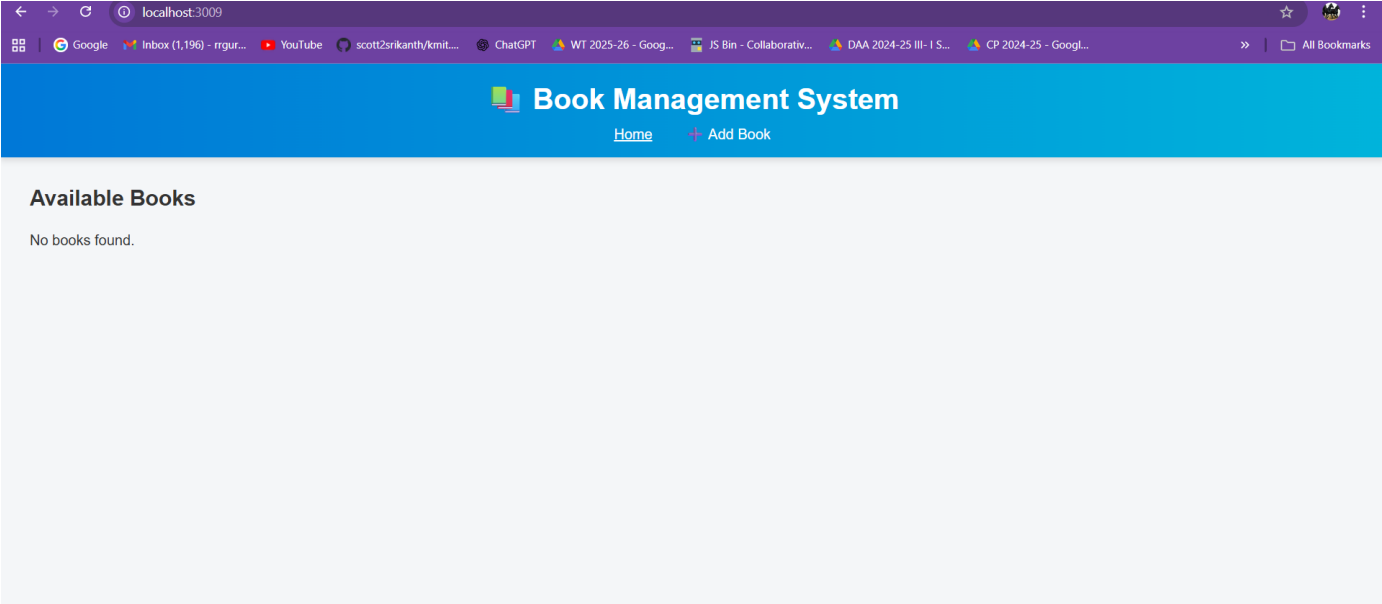 localhost:3009
Google Inbox (1,196) - rrgur... YouTube scott2srikanth/kmit.... ChatGPT WT 2025-26 - Goog... JS Bin - Collaborativ... DAA 2024-25 III- I S... CP 2024-25 - Googl... » All Bookmarks
Book Management System
Home + Add Book
Available Books
No books found.